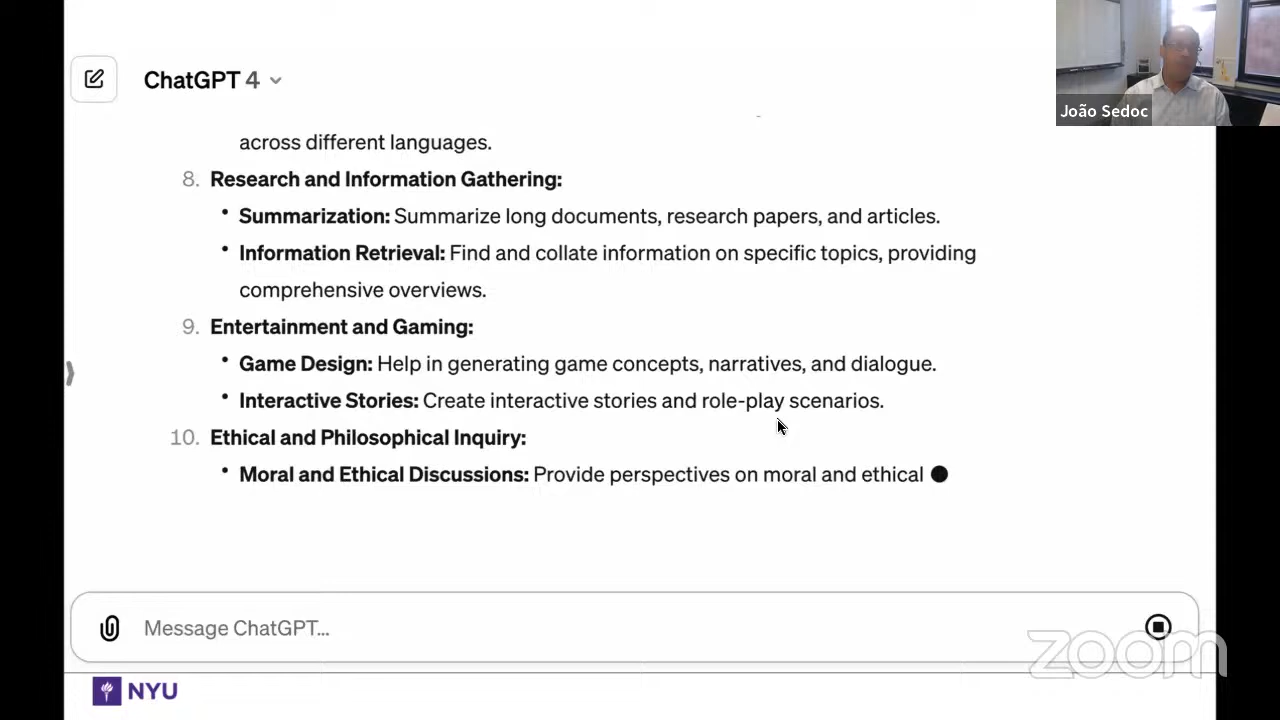 ChatGPT 4
João Sedoc
across different languages.
8. Research and Information Gathering:
• Summarization: Summarize long documents, research papers, and articles.
• Information Retrieval: Find and collate information on specific topics, providing
comprehensive overviews.
9. Entertainment and Gaming:
• Game Design: Help in generating game concepts, narratives, and dialogue.
• Interactive Stories: Create interactive stories and role-play scenarios.
10. Ethical and Philosophical Inquiry:
• Moral and Ethical Discussions: Provide perspectives on moral and ethical
Message ChatGPT...
zoom
NYU